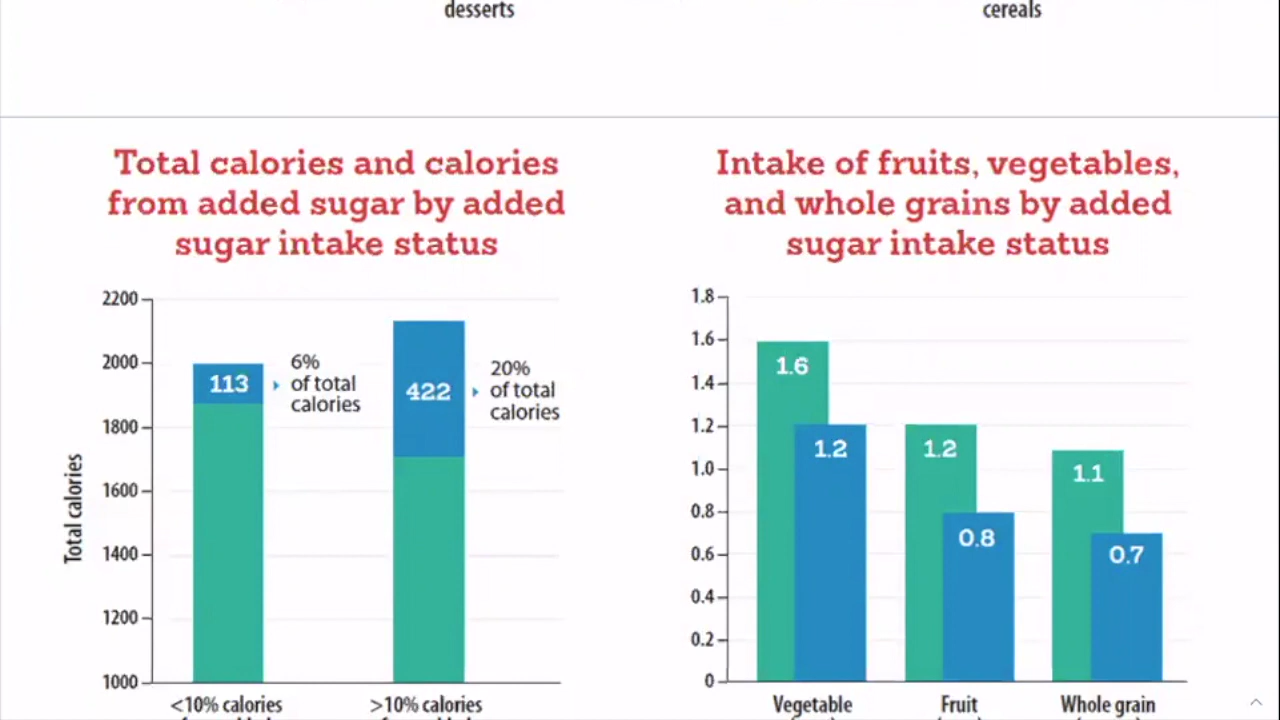 desserts
cereals
Total calories and calories
from added sugar by added
sugar intake status
2200
2000
1800
1600
1400
1200
1000
Total calories
113
6%
of total
calories
422
20%
of total
calories
<10% calories
>10% calories
Intake of fruits, vegetables,
and whole grains by added
sugar intake status
1.8
1.6
1.4
1.2
1.0
0.8
0.6
0.4
0.2
0
1.6
1.2
1.2
0.8
1.1
0.7
Vegetable
Fruit
Whole grain